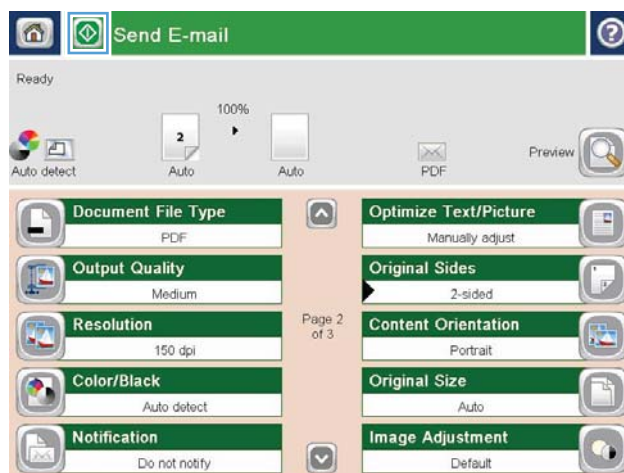 Send E-mail
?
Ready
100%
2
Auto detect
Auto
Auto
PDF
Preview
Document File Type
PDF
Output Quality
Medium
Resolution
150 dpi
Color/Black
Auto detect
Notification
Do not notify
Page 2
of 3
Optimize Text/Picture
Manually adjust
Original Sides
2-sided
Content Orientation
Portrait
Original Size
Auto
Image Adjustment
Default